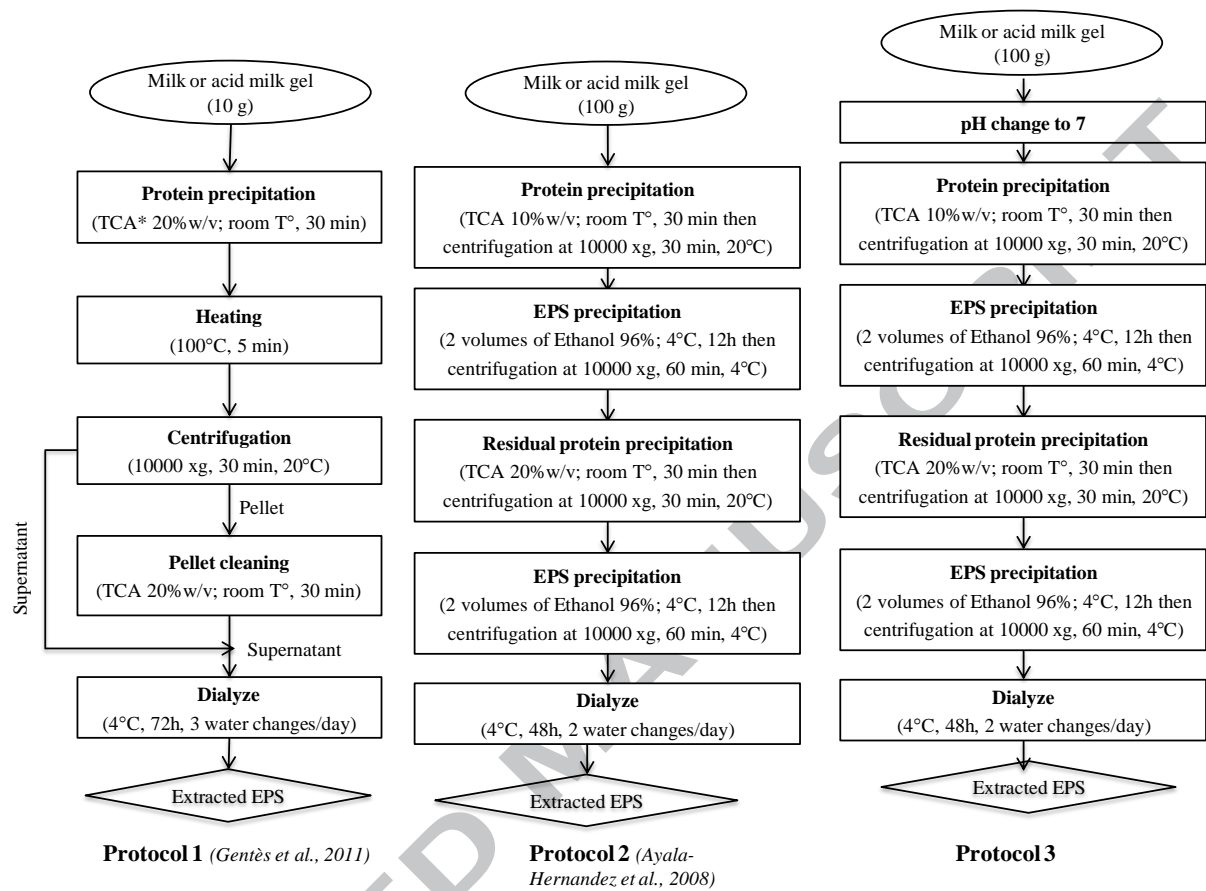 Milk or acid milk gel
(10 g)
Protein precipitation
(TCA* 20%w/v; room T°, 30 min)
Heating
(100°C, 5 min)
Centrifugation
(10000 xg, 30 min, 20°C)
Pellet
Supernatant
Pellet cleaning
(TCA 20%w/v; room T°, 30 min)
Supernatant
Dialyze
(4°C, 72h, 3 water changes/day)
Extracted EPS
Protocol 1 (Gentès et al., 2011)
Milk or acid milk gel
(100 g)
Protein precipitation
(TCA 10%w/v; room T°, 30 min then
centrifugation at 10000 xg, 30 min, 20°C)
EPS precipitation
(2 volumes of Ethanol 96%; 4°C, 12h then
centrifugation at 10000 xg, 60 min, 4°C)
Residual protein precipitation
(TCA 20%w/v; room T°, 30 min then
centrifugation at 10000 xg, 30 min, 20°C)
EPS precipitation
(2 volumes of Ethanol 96%; 4°C, 12h then
centrifugation at 10000 xg, 60 min, 4°C)
Dialyze
(4°C, 48h, 2 water changes/day)
Extracted EPS
Protocol 2 (Ayala-
Hernandez et al., 2008)
Milk or acid milk gel
(100 g)
pH change to 7
Protein precipitation
(TCA 10%w/v; room T°, 30 min then
centrifugation at 10000 xg, 30 min, 20°C)
EPS precipitation
(2 volumes of Ethanol 96%; 4°C, 12h then
centrifugation at 10000 xg, 60 min, 4°C)
Residual protein precipitation
(TCA 20%w/v; room T°, 30 min then
centrifugation at 10000 xg, 30 min, 20°C)
EPS precipitation
(2 volumes of Ethanol 96%; 4°C, 12h then
centrifugation at 10000 xg, 60 min, 4°C)
Dialyze
(4°C, 48h, 2 water changes/day)
Extracted EPS
Protocol 3